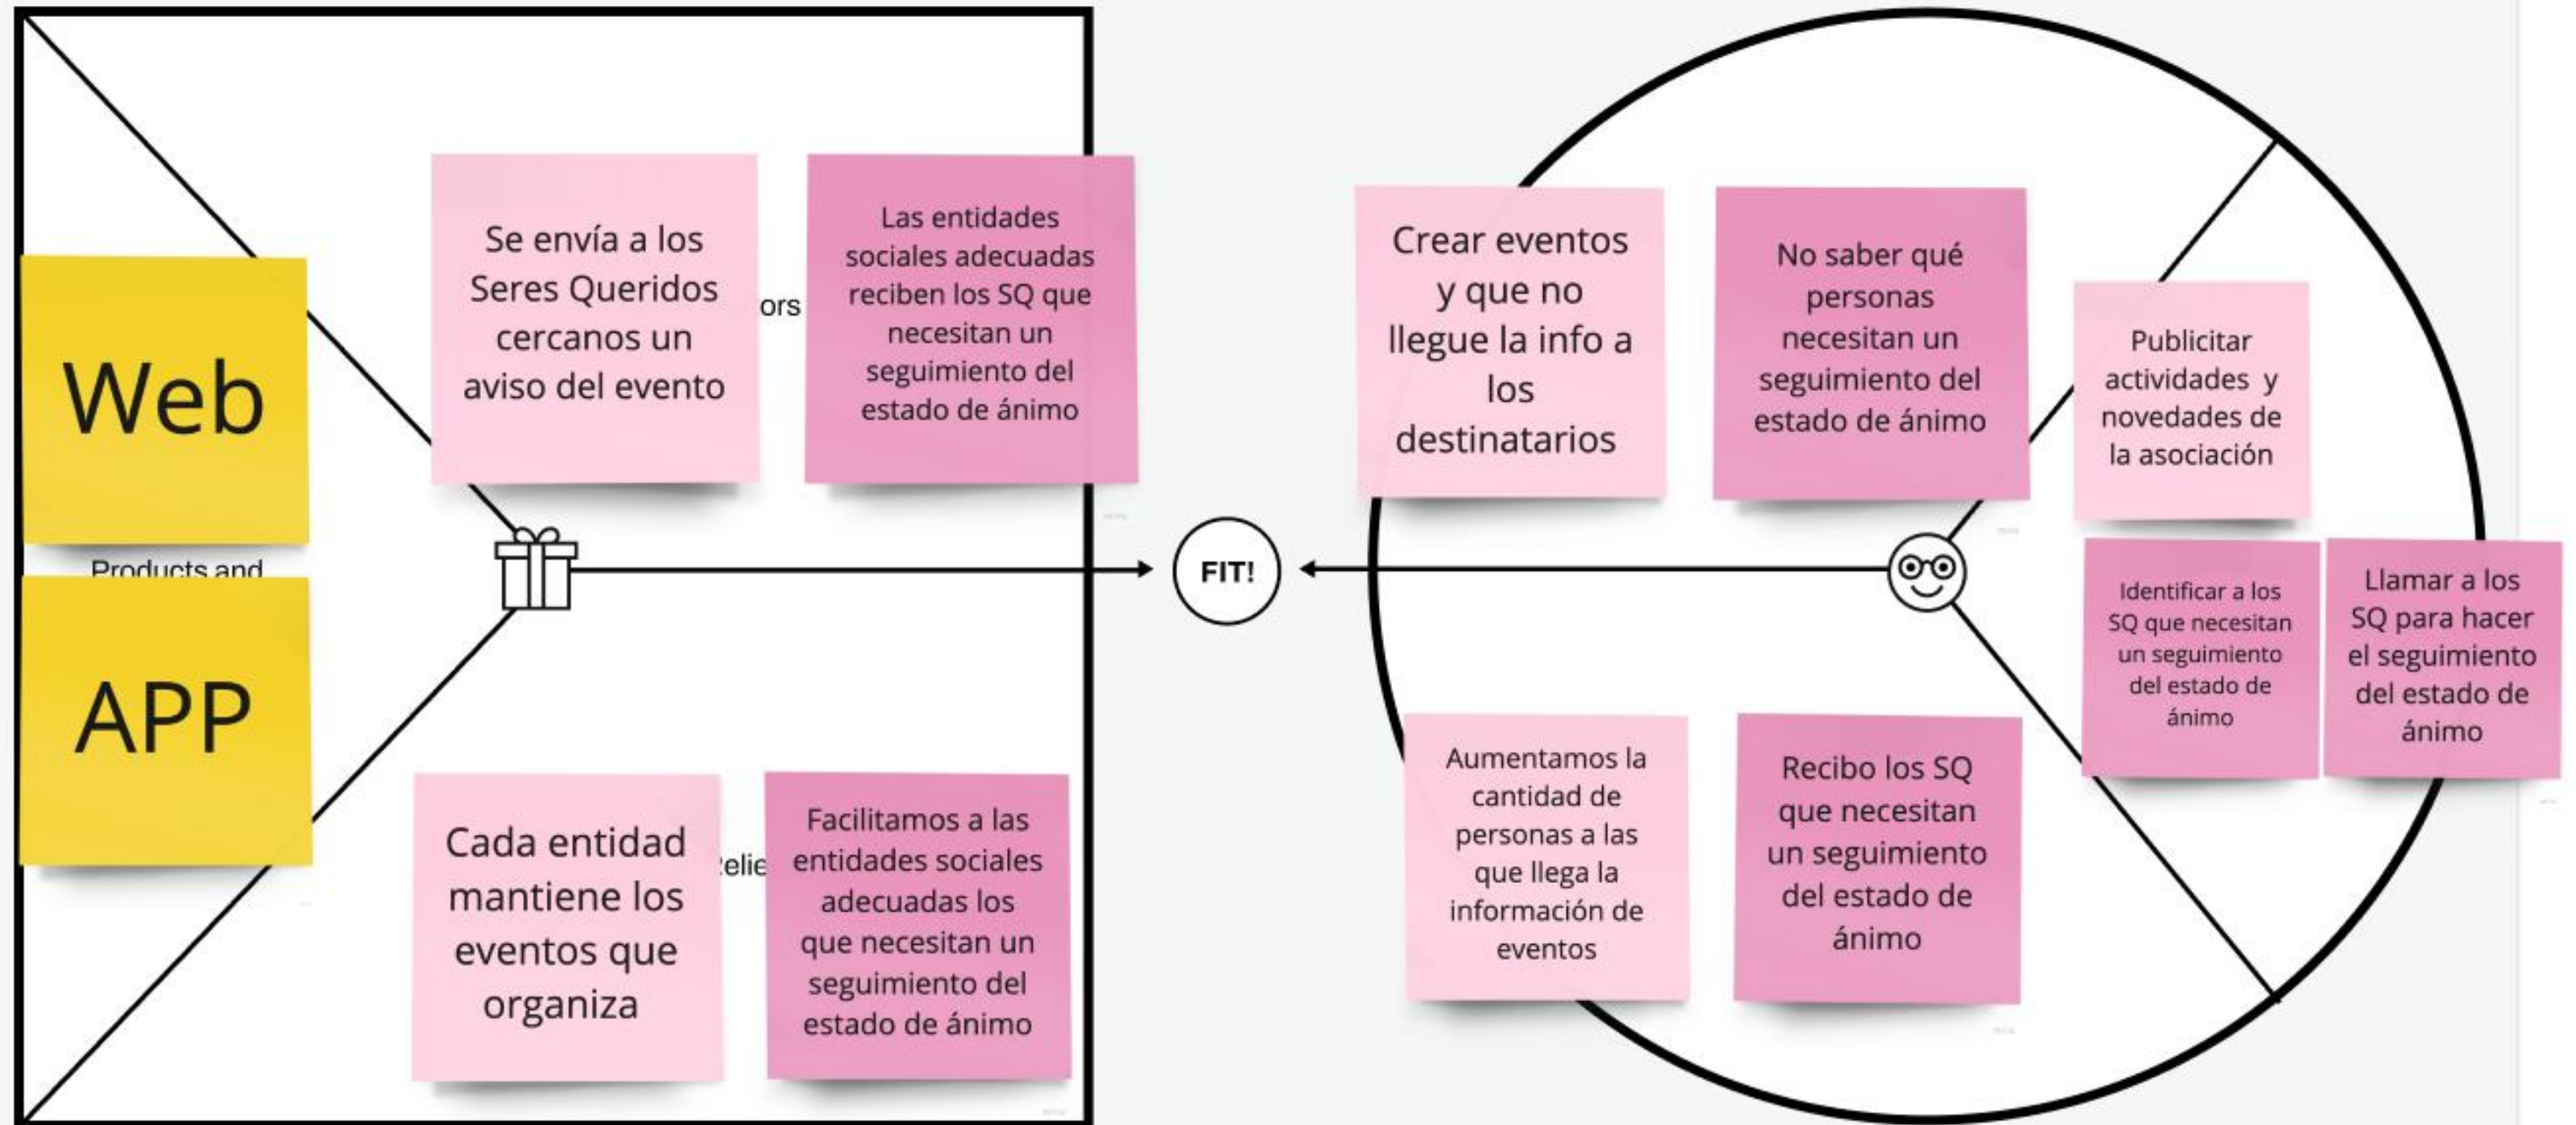 Web
Products and
APP
Se envía a los
Seres Queridos
cercanos un
aviso del evento
ors
Las entidades
sociales adecuadas
reciben los SQ que
necesitan un
seguimiento del
estado de ánimo
Cada entidad
mantiene los
eventos que
organiza
elie
Facilitamos a las
entidades sociales
adecuadas los
que necesitan un
seguimiento del
estado de ánimo
FIT!
Crear eventos
y que no
llegue la info a
los
destinatarios
No saber qué
personas
necesitan un
seguimiento del
estado de ánimo
Publicitar
actividades y
novedades de
la asociación
Identificar a los
SQ que necesitan
un seguimiento
del estado de
ánimo
Llamar a los
SQ para hacer
el seguimiento
del estado de
ánimo
Aumentamos la
cantidad de
personas a las
que llega la
información de
eventos
Recibo los SQ
que necesitan
un seguimiento
del estado de
ánimo